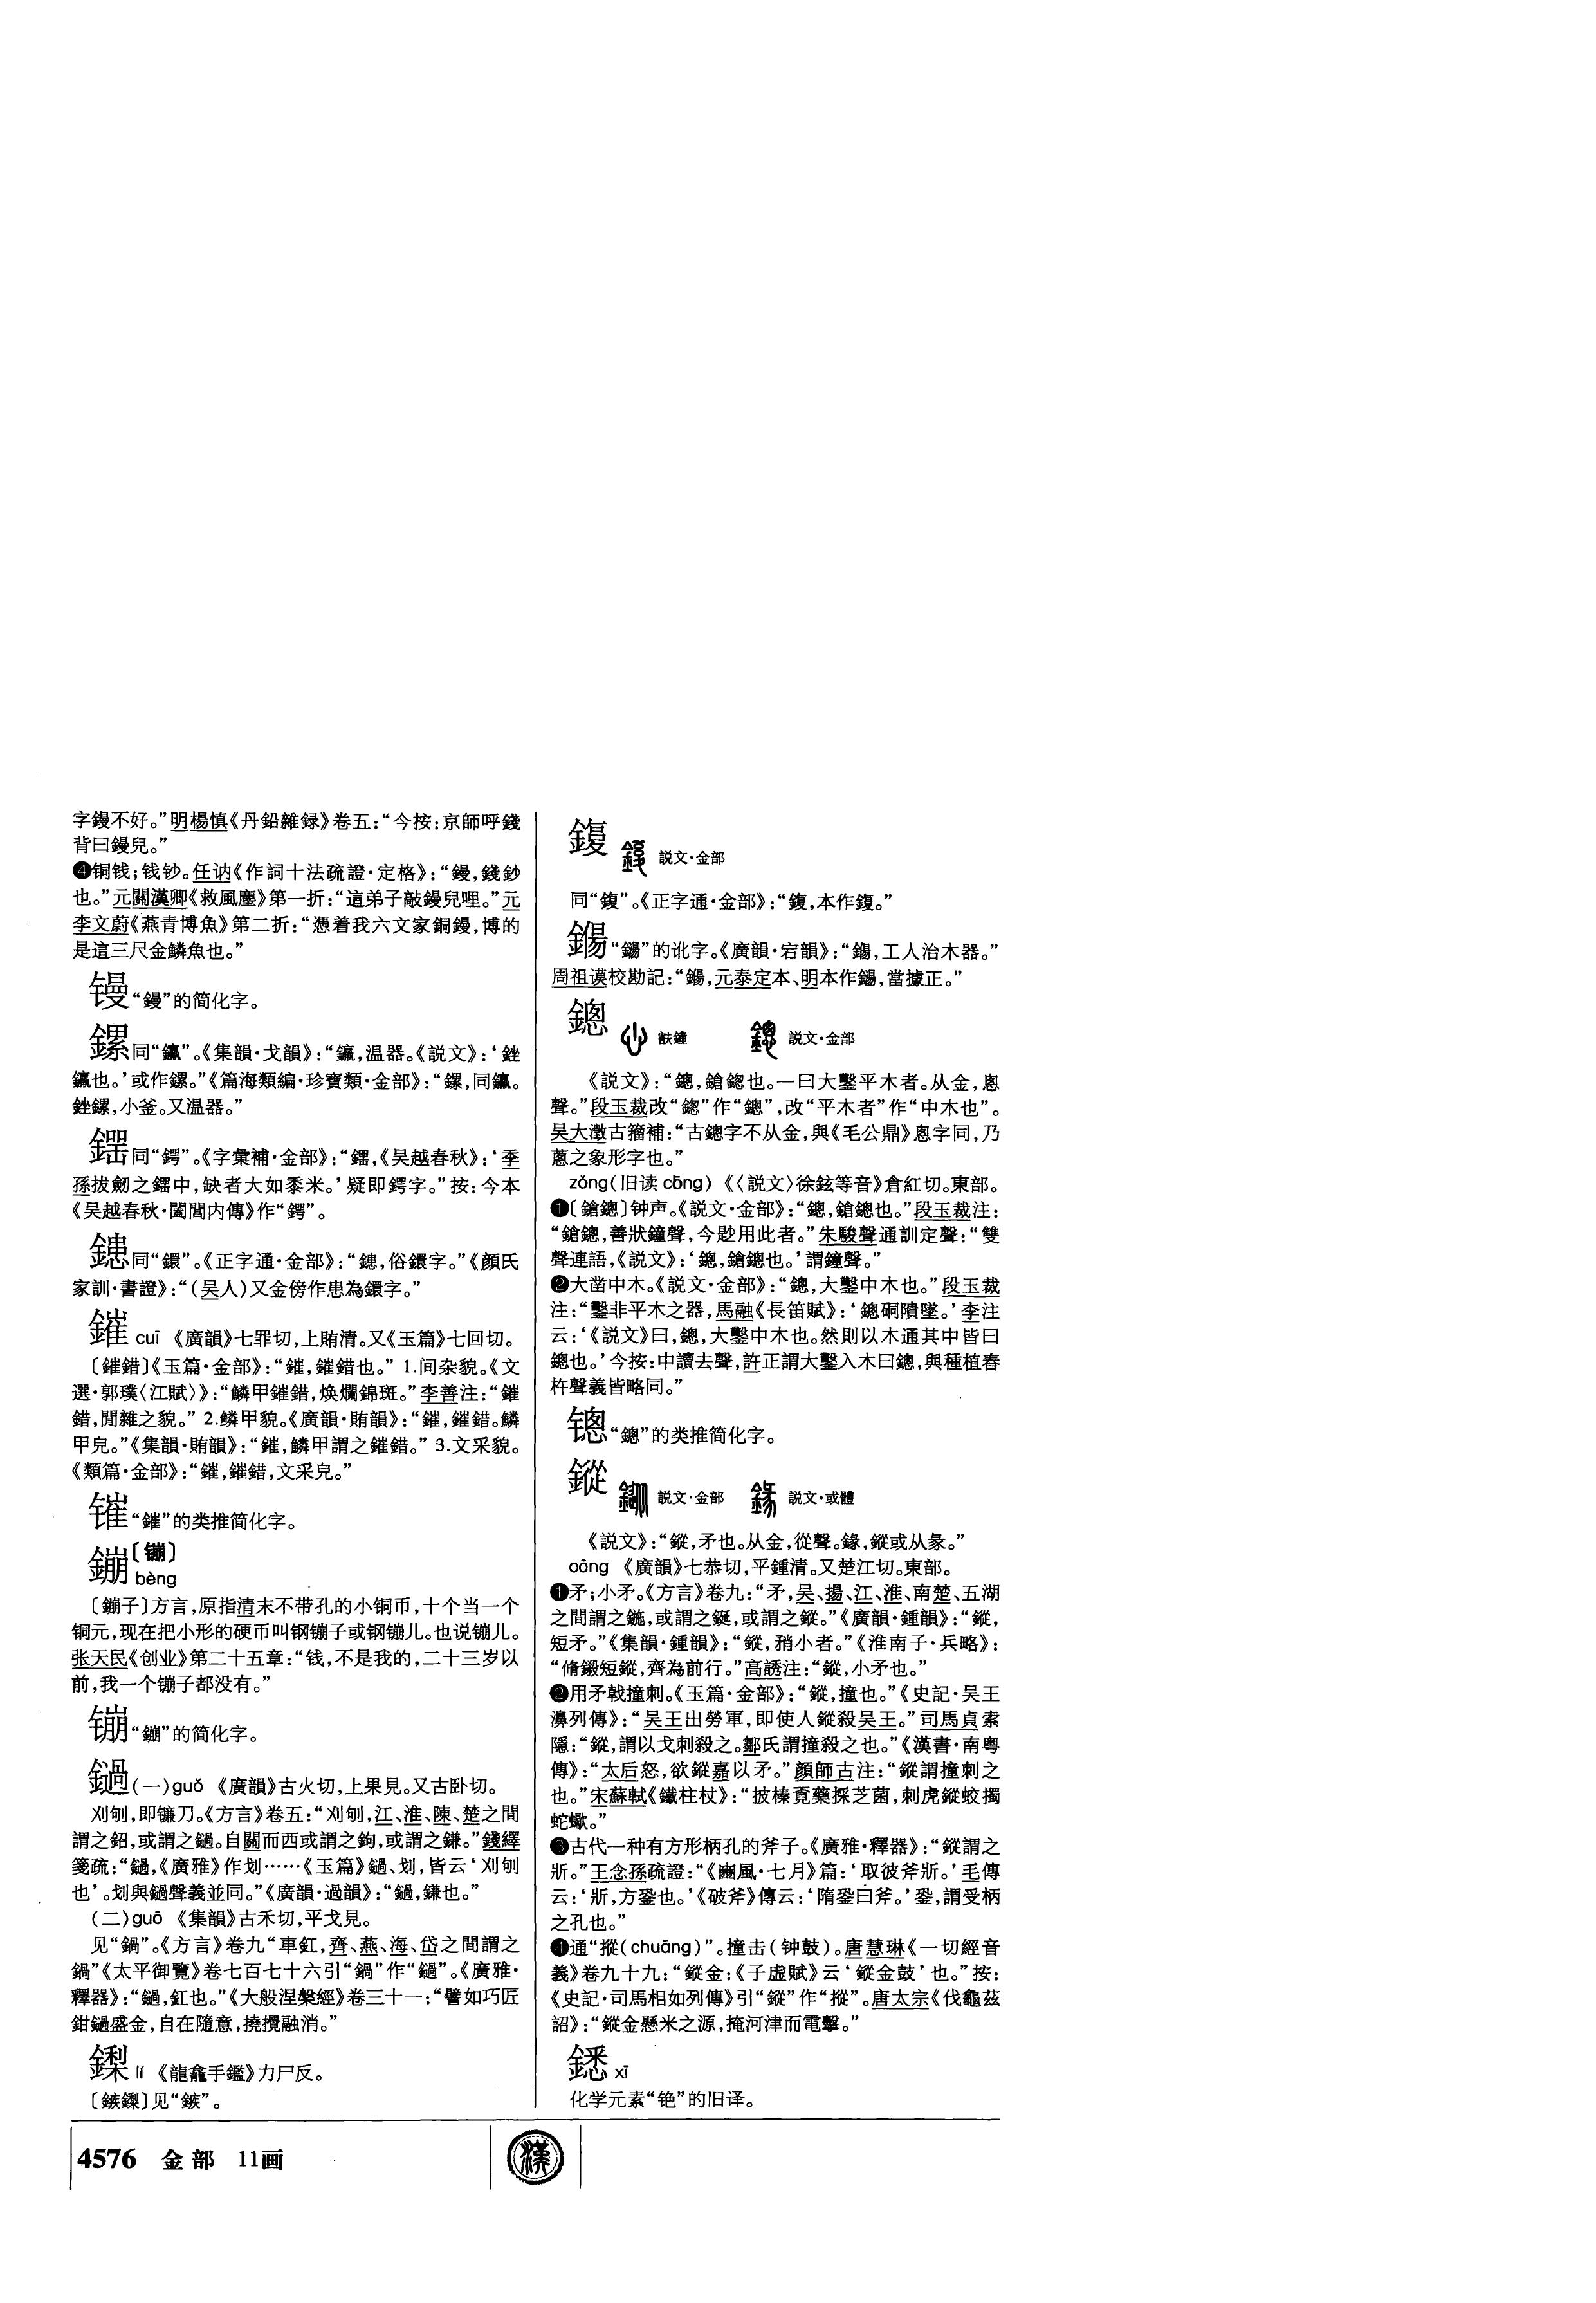 字鏝不好。”明楊慎《丹鉛雜録》卷五：“今按：京師呼錢
背曰鏝兒。”
❹铜钱；钱钞。任讷《作詞十法疏證·定格》：“鏝，錢鈔
也。”元關漢卿《救風塵》第一折：“這弟子敲鏝兒哩。”元
李文蔚《燕青博魚》第二折：“憑着我六文家銅鏝，博的
是這三尺金鱗魚也。”
镘“鏝”的简化字。
鏍同“鑘”。《集韻·戈韻》：“鑘，温器。《説文》：‘銼
鑘也。’或作鏍。”《篇海類編·珍寶類·金部》：“鏍，同鑘。
銼鏍，小釜。又温器。”
同“鍔”。《字彙補·金部》：“，《吴越春秋》：‘季
孫拔劒之中，缺者大如黍米。’疑即鍔字。”按：今本
《吴越春秋·闔閭内傳》作“鍔”。
鏸同“鐶”。《正字通·金部》：“，俗鐶字。”《顔氏
家訓·書證》：“（吴人）又金傍作患為鐶字。”
鏙 cuī 《廣韻》七罪切，上賄清。又《玉篇》七回切。
〔鏙錯〕《玉篇·金部》：“鏙，鏙錯也。” 1.间杂貌。《文
選·郭璞〈江賦〉》：“鱗甲鏙錯，焕爛錦斑。”李善注：“鏙
錯，閒雜之貌。” 2.鳞甲貌。《廣韻·賄韻》：“鏙，鏙錯。鱗
甲皃。”《集韻·賄韻》：“鏙，鱗甲謂之鏙錯。” 3.文采貌。
《類篇·金部》：“鏙，鏙錯，文采皃。”
“鏙”的类推简化字。
鏰〔镚〕
bèng
〔鏰子〕方言，原指清末不带孔的小铜币，十个当一个
铜元，现在把小形的硬币叫钢镚子或钢镚儿。也说镚儿。
张天民《创业》第二十五章：“钱，不是我的，二十三岁以
前，我一个镚子都没有。”
镚“鏰”的简化字。
鐹(一)guǒ 《廣韻》古火切，上果見。又古卧切。
刈刨，即镰刀。《方言》卷五：“刈刨，江、淮、陳、楚之間
謂之鉊，或謂之鐹。自關而西或謂之鉤，或謂之鎌。”錢繹
箋疏：“鐹，《廣雅》作划……《玉篇》鐹、划，皆云‘刈刨
也’。划與鐹聲義並同。”《廣韻·過韻》：“鐹，鎌也。”
(二)guō 《集韻》古禾切，平戈見。
见“鍋”。《方言》卷九“車釭，齊、燕、海、岱之間謂之
鍋”《太平御覽》卷七百七十六引“鍋”作“鐹”。《廣雅·
釋器》：“鐹，釭也。”《大般涅槃經》卷三十一：“譬如巧匠
鉗鐹盛金，自在隨意，撓攪融消。”
鏫 lí 《龍龕手鑑》力尸反。
〔鏃鏫〕见“鏃”。
説文·金部
同“鍑”。《正字通·金部》：“鍑，本作。”
“鐋”的讹字。《廣韻·宕韻》：“，工人治木器。”
周祖谟校勘記：“，元泰定本、明本作鐋，當據正。”
鏓 㝬鐘 説文·金部
《説文》：“鏓，鎗鏓也。一曰大鑿平木者。从金，悤
聲。”段玉裁改“鍃”作“鏓”，改“平木者”作“中木也”。
吴大澂古籀補：“古鏓字不从金，與《毛公鼎》悤字同，乃
蔥之象形字也。”
zǒng(旧读 cōng) 《〈説文〉徐鉉等音》倉紅切。東部。
❶〔鎗鏓〕钟声。《説文·金部》：“鏓，鎗鏓也。”段玉裁注：
“鎗鏓，善狀鐘聲，今尟用此者。”朱駿聲通訓定聲：“雙
聲連語，《説文》：‘鏓，鎗鏓也。’謂鐘聲。”
❷大凿中木。《説文·金部》：“鏓，大鑿中木也。”段玉裁
注：“鑿非平木之器，馬融《長笛賦》：‘鏓硐隤墜。’李注
云：‘《説文》曰，鏓，大鑿中木也。然則以木通其中皆曰
鏓也。’今按：中讀去聲，許正謂大鑿入木曰鏓，與種植舂
杵聲義皆略同。”
“鏓”的类推简化字。
鏦 説文·金部 説文·或體
《説文》：“鏦，矛也。从金，從聲。錄，鏦或从彖。”
cōng 《廣韻》七恭切，平鍾清。又楚江切。東部。
❶矛；小矛。《方言》卷九：“矛，吴、揚、江、淮、南楚、五湖
之間謂之鍦，或謂之鋋，或謂之鏦。”《廣韻·鍾韻》：“鏦，
短矛。”《集韻·鍾韻》：“鏦，矟小者。”《淮南子·兵略》：
“脩鎩短鏦，齊為前行。”高誘注：“鏦，小矛也。”
❷用矛戟撞刺。《玉篇·金部》：“鏦，撞也。”《史記·吴王
濞列傳》：“吴王出勞軍，即使人鏦殺吴王。”司馬貞索
隱：“鏦，謂以戈刺殺之。鄒氏謂撞殺之也。”《漢書·南粤
傳》：“太后怒，欲鏦嘉以矛。”顔師古注：“鏦謂撞刺之
也。”宋蘇軾《鐵柱杖》：“披榛覓藥採芝菌，刺虎鏦蛟擉
蛇蠍。”
❸古代一种有方形柄孔的斧子。《廣雅·釋器》：“鏦謂之
斨。”王念孫疏證：“《豳風·七月》篇：‘取彼斧斨。’毛傳
云：‘斨，方銎也。’《破斧》傳云：‘隋銎曰斧。’銎，謂受柄
之孔也。”
❹通“摐(chuāng)”。撞击(钟鼓)。唐慧琳《一切經音
義》卷九十九：“鏦金：《子虚賦》云‘鏦金鼓’也。”按：
《史記·司馬相如列傳》引“鏦”作“摐”。唐太宗《伐龜兹
詔》：“鏦金懸米之源，掩河津而電擊。”
xī
化学元素“铯”的旧译。
4576 金部 11画
漢